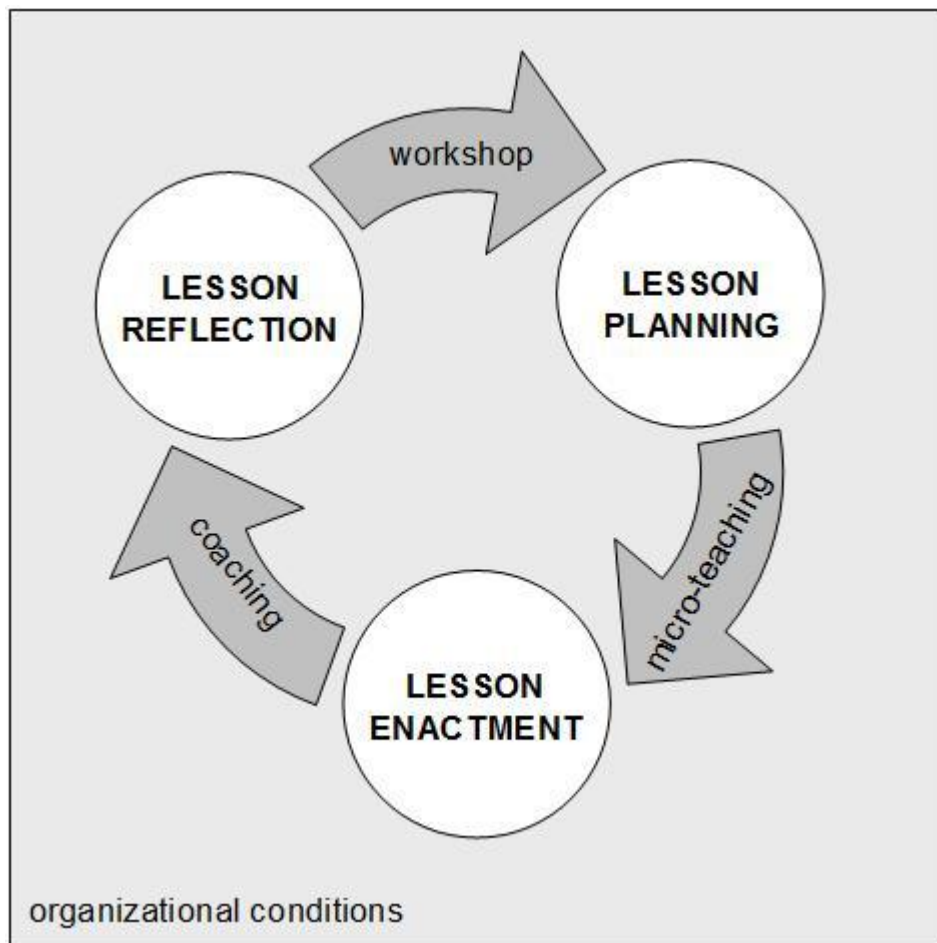 workshop
LESSON
REFLECTION
LESSON
PLANNING
micro-teaching
LESSON
ENACTMENT
coaching
organizational conditions